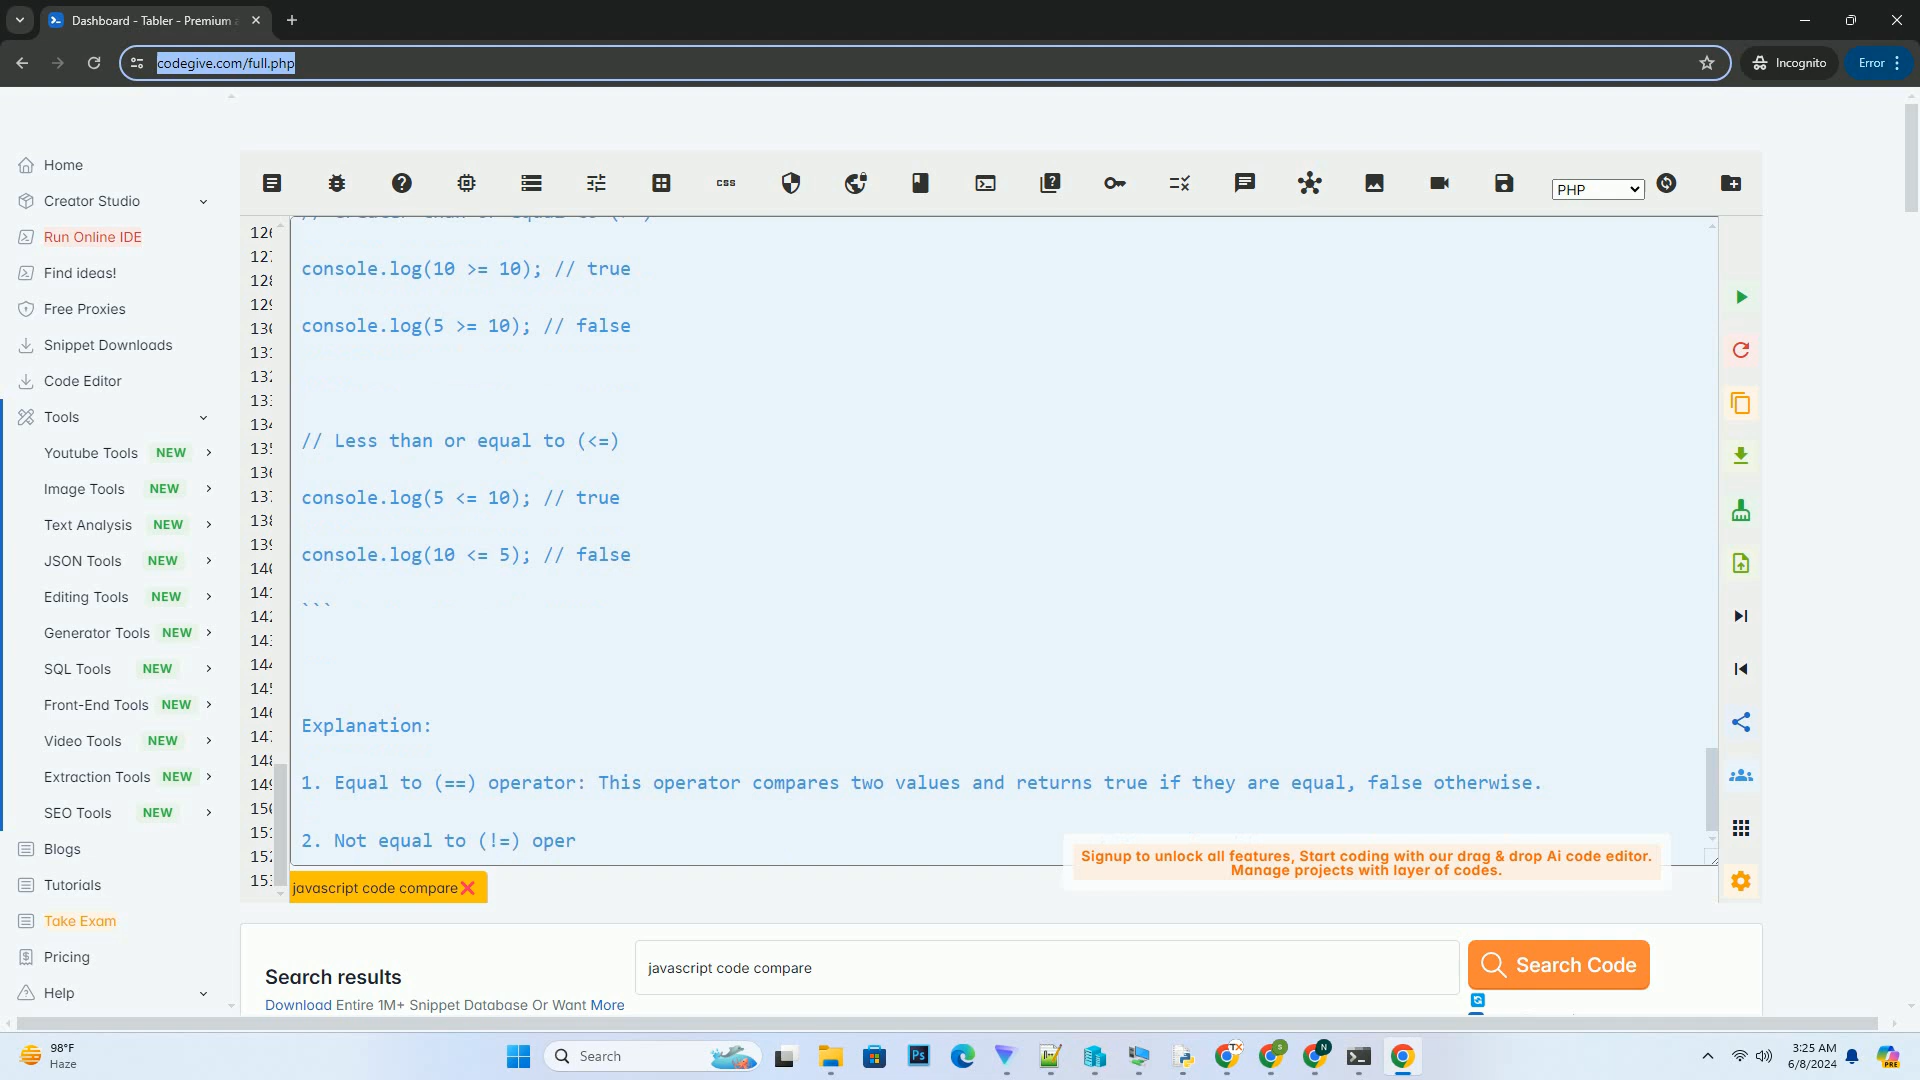 Dashboard - Tabler - Premium
codegive.com/full.php
Incognito
Error
Home
Creator Studio
Run Online IDE
Find ideas!
Free Proxies
Snippet Downloads
Code Editor
Tools
Youtube Tools NEW
Image Tools NEW
Text Analysis NEW
JSON Tools NEW
Editing Tools NEW
Generator Tools NEW
SQL Tools NEW
Front-End Tools NEW
Video Tools NEW
Extraction Tools NEW
SEO Tools NEW
Blogs
Tutorials
Take Exam
Pricing
Help
css
PHP
console.log(10 >= 10); // true
console.log(5 >= 10); // false
// Less than or equal to (<=)
console.log(5 <= 10); // true
console.log(10 <= 5); // false
```
Explanation:
1. Equal to (==) operator: This operator compares two values and returns true if they are equal, false otherwise.
2. Not equal to (!=) oper
Signup to unlock all features, Start coding with our drag & drop Ai code editor.
Manage projects with layer of codes.
javascript code compare
Search results
Download Entire 1M+ Snippet Database Or Want More
javascript code compare
Search Code
98°F
Haze
Search
3:25 AM
6/8/2024